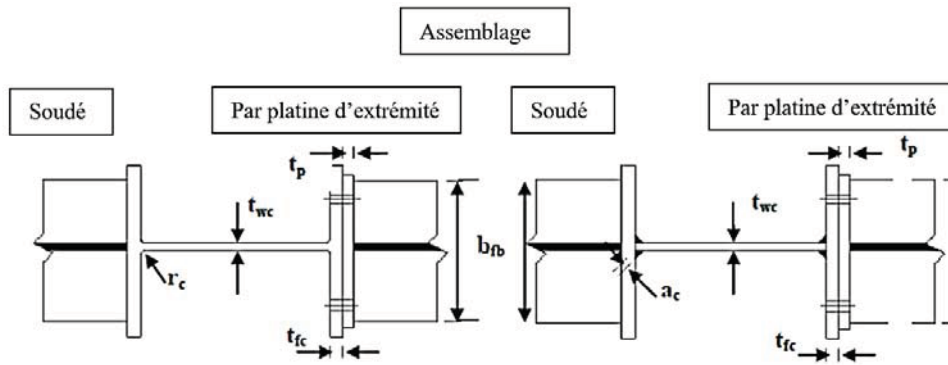 Assemblage
Soudé
Par platine d'extrémité
Soudé
Par platine d'extrémité
t_p
t_wc
b_fb
r_c
t_fc
t_p
t_wc
a_c
t_fc